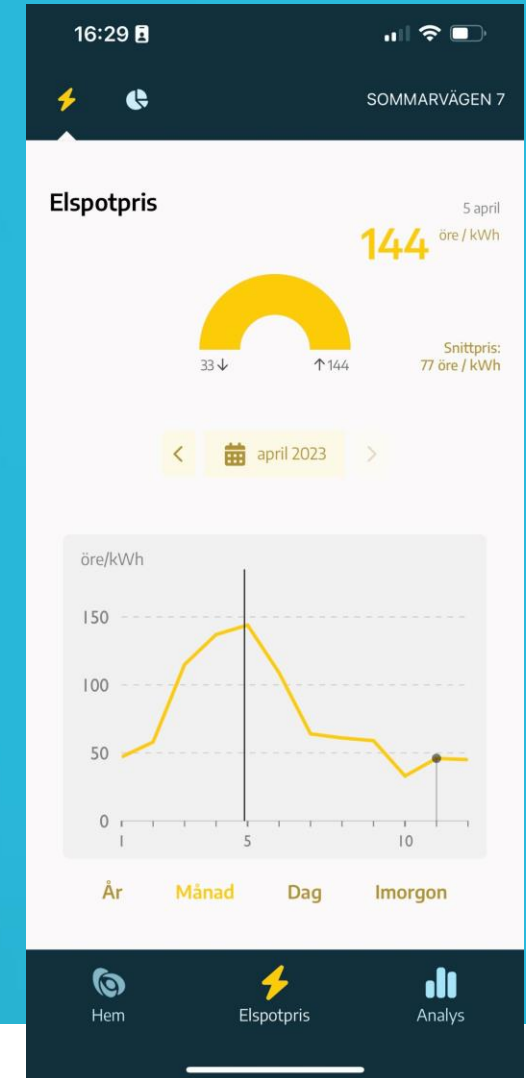 16:29
SOMMARVÄGEN 7
Elspotpris
5 april
144 öre / kWh
33↓ ↑144
Snittpris:
77 öre / kWh
< april 2023 >
öre/kWh
150
100
50
0
1 5 10
År Månad Dag Imorgon
Hem Elspotpris Analys